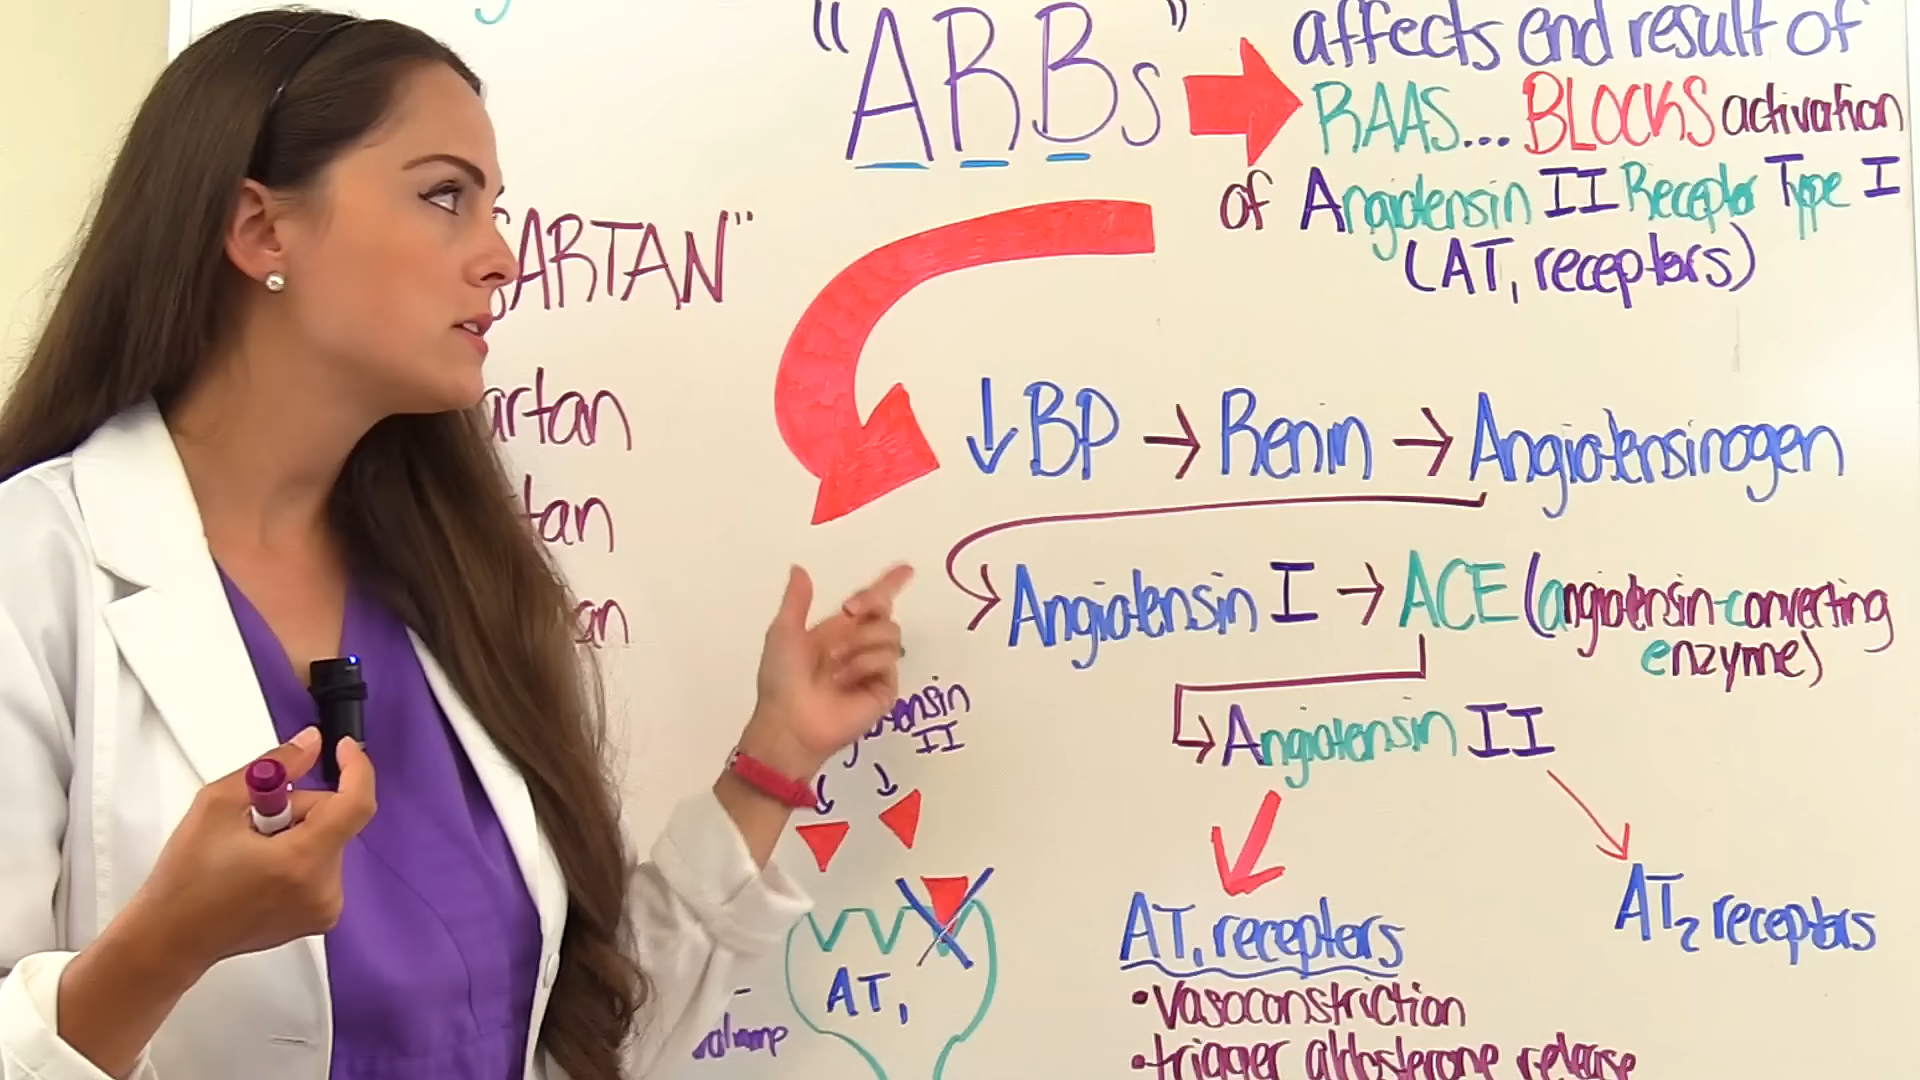 "ARBs"
affects end result of
RAAS... BLOCKS activation
of Angiotensin II Receptor Type I
(AT1 receptors)
SARTAN"
artan
tan
an
↓BP → Renin → Angiotensinogen
Angiotensin I → ACE (angiotensin-converting
enzyme)
Angiotensin II
tensin
II
AT1 receptors
AT2 receptors
• Vasoconstriction
• trigger aldosterone release
AT1